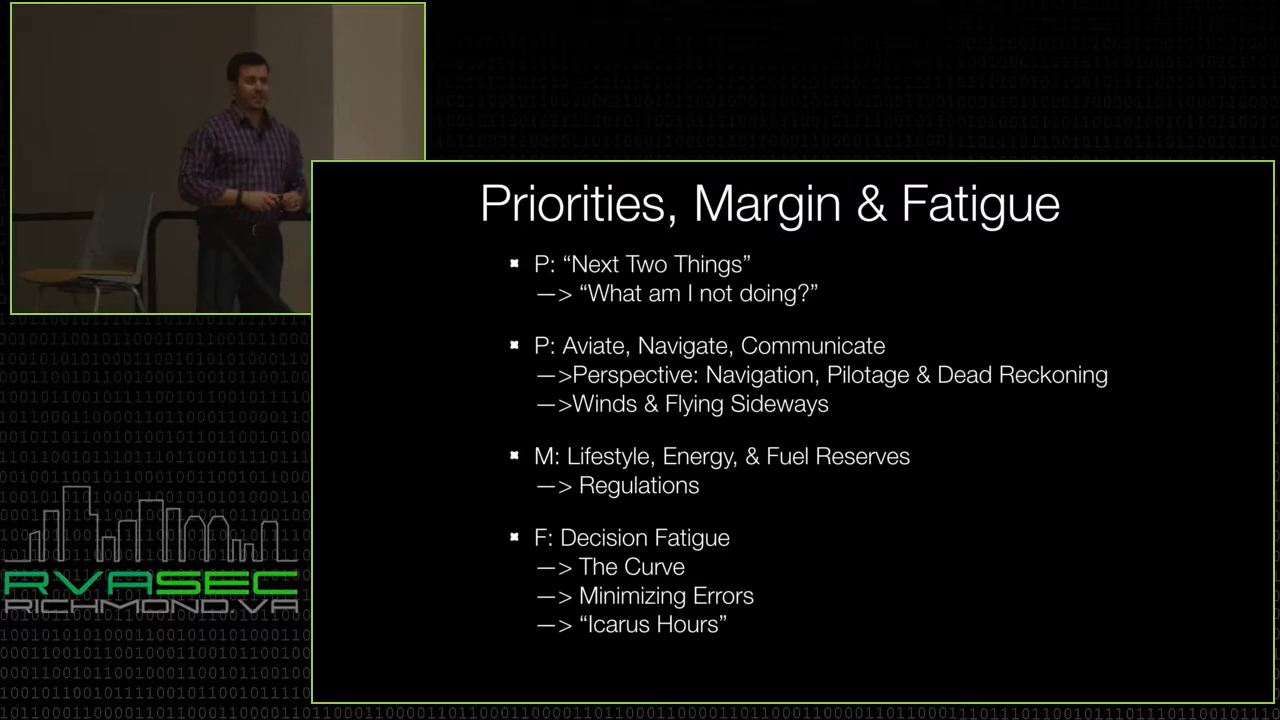 Priorities, Margin & Fatigue
P: “Next Two Things”
—> “What am I not doing?”
P: Aviate, Navigate, Communicate
—>Perspective: Navigation, Pilotage & Dead Reckoning
—>Winds & Flying Sideways
M: Lifestyle, Energy, & Fuel Reserves
—> Regulations
F: Decision Fatigue
—> The Curve
—> Minimizing Errors
—> “Icarus Hours”
RVASEC
RICHMOND.VA